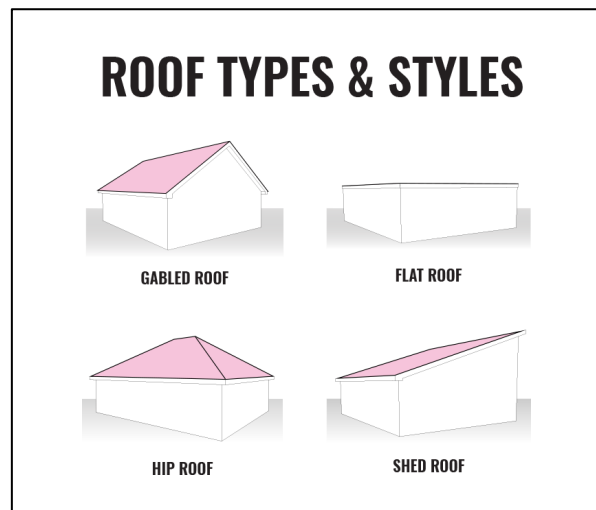 ROOF TYPES & STYLES
GABLED ROOF
FLAT ROOF
HIP ROOF
SHED ROOF